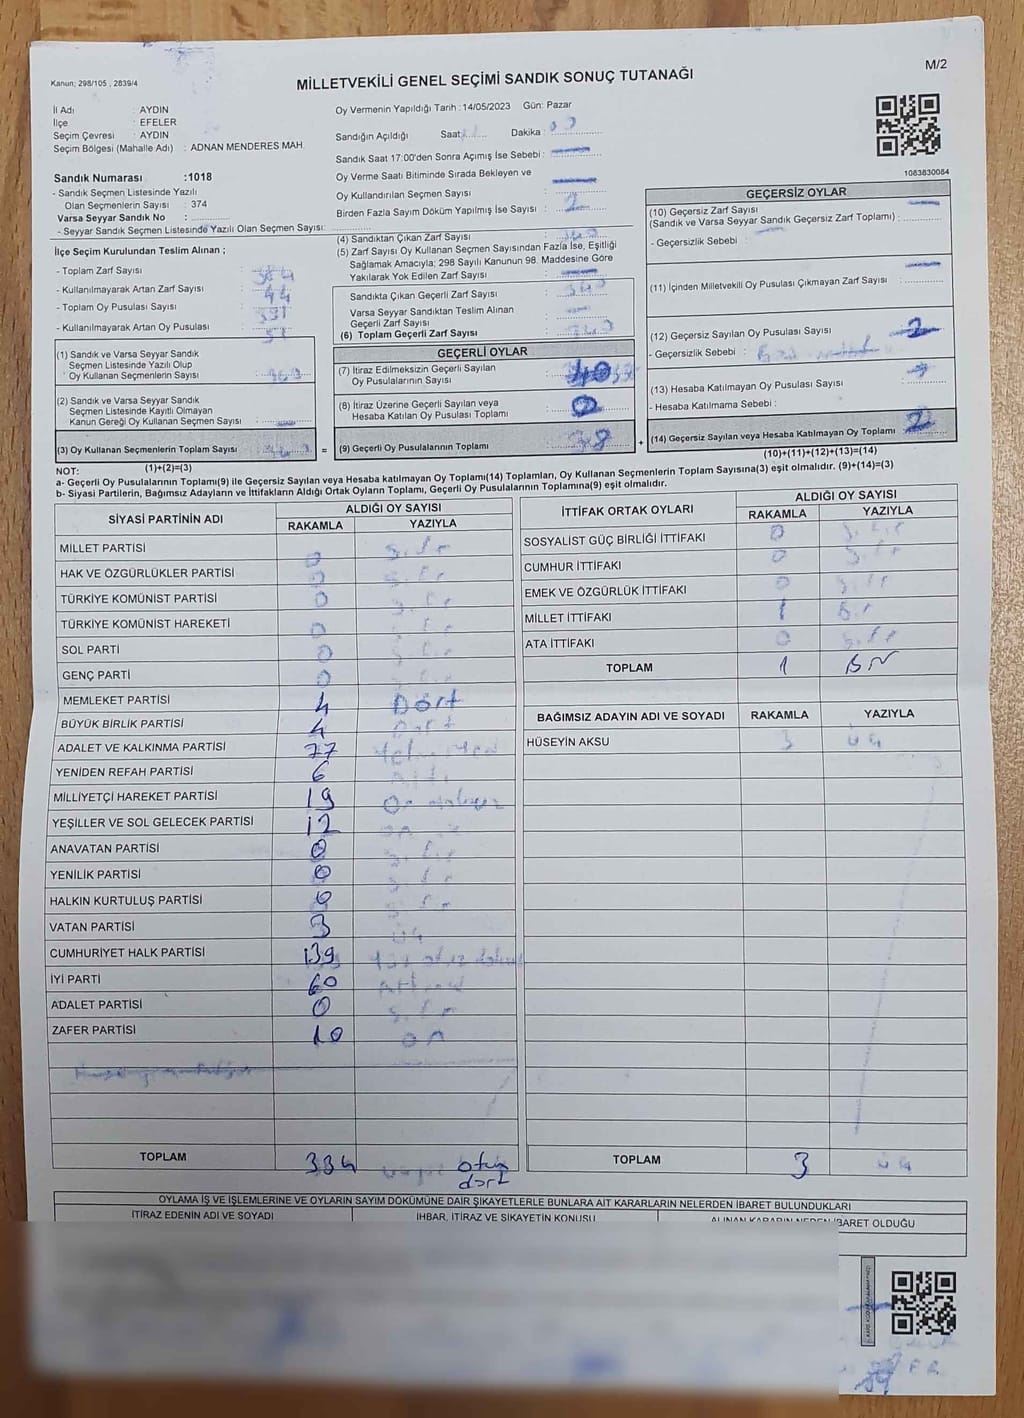 M/2
Kanun; 298/105 , 2839/4
MİLLETVEKİLİ GENEL SEÇİMİ SANDIK SONUÇ TUTANAĞI
İl Adı : AYDIN
İlçe : EFELER
Seçim Çevresi : AYDIN
Seçim Bölgesi (Mahalle Adı) : ADNAN MENDERES MAH.
Sandık Numarası :1018
- Sandık Seçmen Listesinde Yazılı
Olan Seçmenlerin Sayısı : 374
Varsa Seyyar Sandık No :
- Seyyar Sandık Seçmen Listesinde Yazılı Olan Seçmen Sayısı:
Oy Vermenin Yapıldığı Tarih : 14/05/2023 Gün: Pazar
Sandığın Açıldığı Saat Dakika :
Sandık Saat 17:00'den Sonra Açımış İse Sebebi :
Oy Verme Saati Bitiminde Sırada Bekleyen ve
Oy Kullandırılan Seçmen Sayısı :
Birden Fazla Sayım Döküm Yapılmış İse Sayısı : 2
1083830084
İlçe Seçim Kurulundan Teslim Alınan ;
- Toplam Zarf Sayısı : 384
- Kullanılmayarak Artan Zarf Sayısı : 44
- Toplam Oy Pusulası Sayısı : 391
- Kullanılmayarak Artan Oy Pusulası : 51
(1) Sandık ve Varsa Seyyar Sandık
Seçmen Listesinde Yazılı Olup
Oy Kullanan Seçmenlerin Sayısı :
(2) Sandık ve Varsa Seyyar Sandık
Seçmen Listesinde Kayıtlı Olmayan
Kanun Gereği Oy Kullanan Seçmen Sayısı :
(3) Oy Kullanan Seçmenlerin Toplam Sayısı :
(1)+(2)=(3)
(4) Sandıktan Çıkan Zarf Sayısı : 340
(5) Zarf Sayısı Oy Kullanan Seçmen Sayısından Fazla İse, Eşitliği
Sağlamak Amacıyla; 298 Sayılı Kanunun 98. Maddesine Göre
Yakılarak Yok Edilen Zarf Sayısı :
Sandıkta Çıkan Geçerli Zarf Sayısı : 340
Varsa Seyyar Sandıktan Teslim Alınan
Geçerli Zarf Sayısı :
(6) Toplam Geçerli Zarf Sayısı : 340
GEÇERLİ OYLAR
(7) İtiraz Edilmeksizin Geçerli Sayılan
Oy Pusulalarının Sayısı :
(8) İtiraz Üzerine Geçerli Sayılan veya
Hesaba Katılan Oy Pusulası Toplamı : 0
= (9) Geçerli Oy Pusulalarının Toplamı : +
GEÇERSİZ OYLAR
(10) Geçersiz Zarf Sayısı
(Sandık ve Varsa Seyyar Sandık Geçersiz Zarf Toplamı) :
- Geçersizlik Sebebi :
(11) İçinden Milletvekili Oy Pusulası Çıkmayan Zarf Sayısı :
(12) Geçersiz Sayılan Oy Pusulası Sayısı : 2
- Geçersizlik Sebebi :
(13) Hesaba Katılmayan Oy Pusulası Sayısı :
- Hesaba Katılmama Sebebi :
(14) Geçersiz Sayılan veya Hesaba Katılmayan Oy Toplamı : 2
(10)+(11)+(12)+(13)=(14)
NOT:
a- Geçerli Oy Pusulalarının Toplamı(9) ile Geçersiz Sayılan veya Hesaba katılmayan Oy Toplamı(14) Toplamları, Oy Kullanan Seçmenlerin Toplam Sayısına(3) eşit olmalıdır. (9)+(14)=(3)
b- Siyasi Partilerin, Bağımsız Adayların ve İttifakların Aldığı Ortak Oyların Toplamı, Geçerli Oy Pusulalarının Toplamına(9) eşit olmalıdır.
SİYASİ PARTİNİN ADI ALDIĞI OY SAYISI
RAKAMLA YAZIYLA
MİLLET PARTİSİ 0 Sıfır
HAK VE ÖZGÜRLÜKLER PARTİSİ 0 Sıfır
TÜRKİYE KOMÜNİST PARTİSİ 0 Sıfır
TÜRKİYE KOMÜNİST HAREKETİ 0 Sıfır
SOL PARTİ 0 Sıfır
GENÇ PARTİ 0 Sıfır
MEMLEKET PARTİSİ 4 Dört
BÜYÜK BİRLİK PARTİSİ 4 Dört
ADALET VE KALKINMA PARTİSİ 77
YENİDEN REFAH PARTİSİ 6 Altı
MİLLİYETÇİ HAREKET PARTİSİ 19 On
YEŞİLLER VE SOL GELECEK PARTİSİ 12 on
ANAVATAN PARTİSİ 0 Sıfır
YENİLİK PARTİSİ 0 Sıfır
HALKIN KURTULUŞ PARTİSİ 0 Sıfır
VATAN PARTİSİ 3 üç
CUMHURİYET HALK PARTİSİ 139 Yüz otuz dokuz
İYİ PARTİ 60 Altmış
ADALET PARTİSİ 0 Sıfır
ZAFER PARTİSİ 10 on
TOPLAM 334 otuz
dört
İTTİFAK ORTAK OYLARI ALDIĞI OY SAYISI
RAKAMLA YAZIYLA
SOSYALİST GÜÇ BİRLİĞİ İTTİFAKI 0 Sıfır
CUMHUR İTTİFAKI 0 Sıfır
EMEK VE ÖZGÜRLÜK İTTİFAKI 0 Sıfır
MİLLET İTTİFAKI 1 Bir
ATA İTTİFAKI 0 Sıfır
TOPLAM 1 Bir
BAĞIMSIZ ADAYIN ADI VE SOYADI RAKAMLA YAZIYLA
HÜSEYİN AKSU 3 üç
TOPLAM 3 üç
OYLAMA İŞ VE İŞLEMLERİNE VE OYLARIN SAYIM DÖKÜMÜNE DAİR ŞİKAYETLERLE BUNLARA AİT KARARLARIN NELERDEN İBARET BULUNDUKLARI
İTİRAZ EDENİN ADI VE SOYADI İHBAR, İTİRAZ VE ŞİKAYETİN KONUSU ALINAN KARARIN NEDEN İBARET OLDUĞU